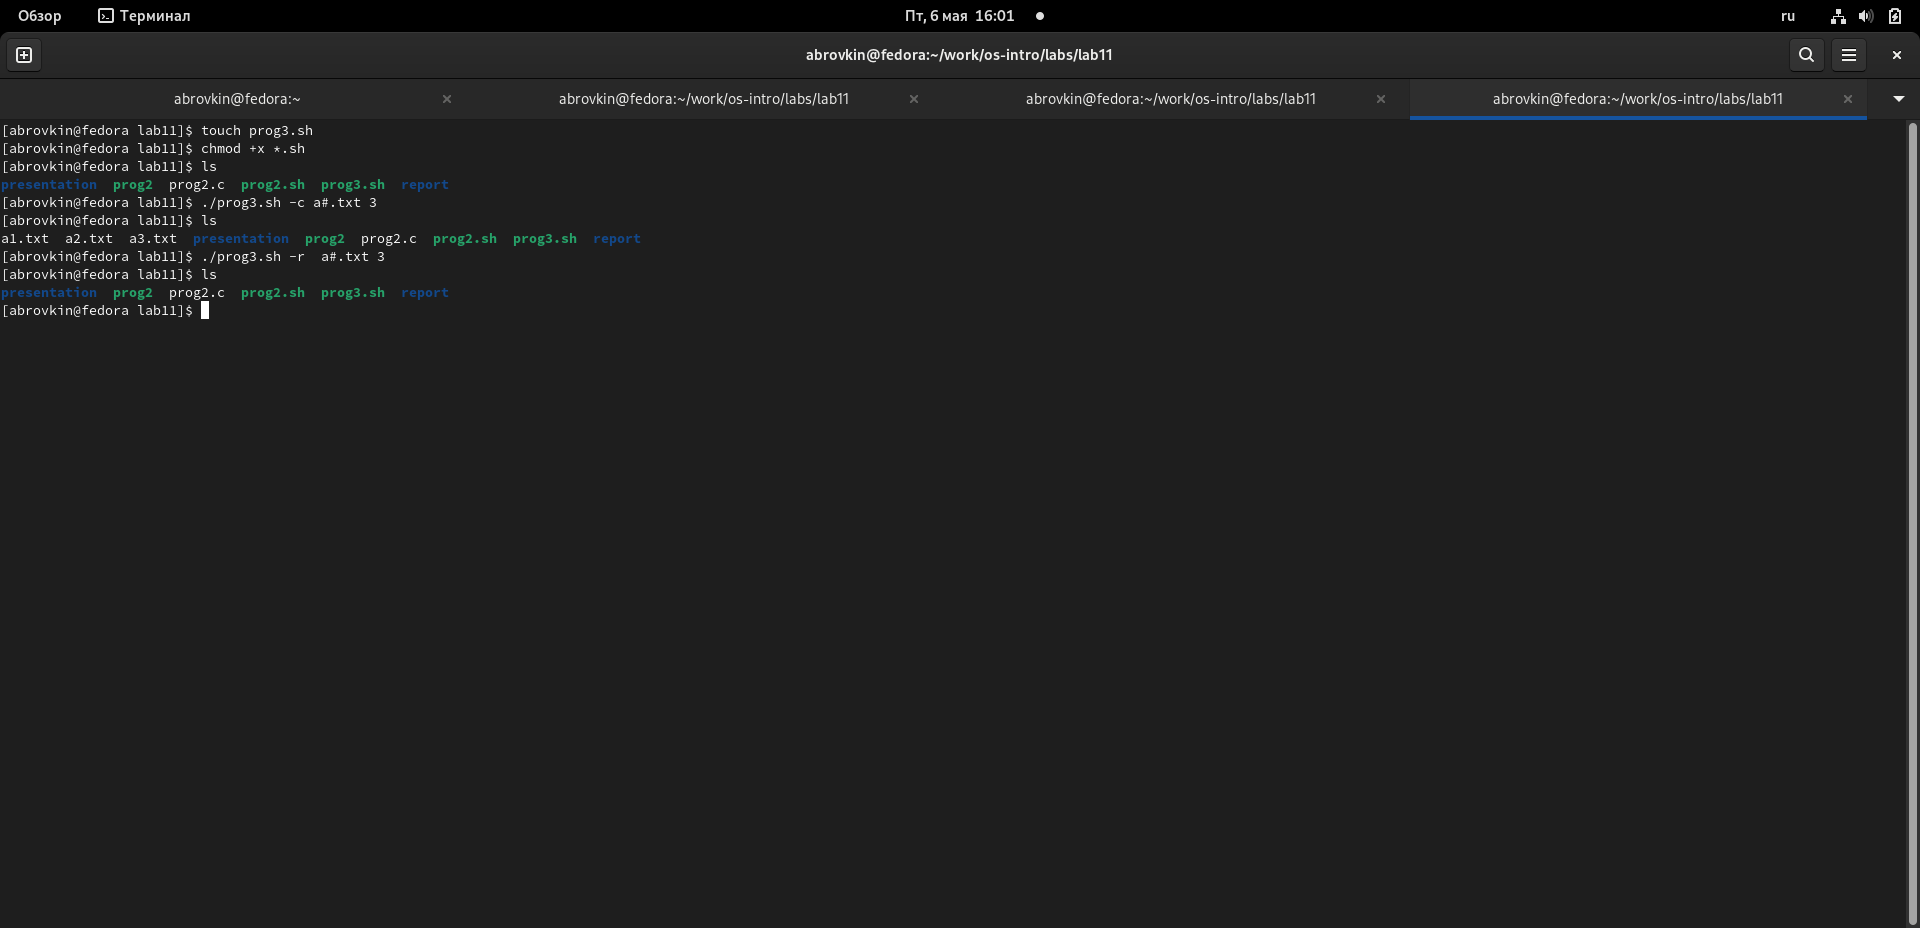 Обзор Терминал Пт, 6 мая 16:01 ru
abrovkin@fedora:~/work/os-intro/labs/lab11
abrovkin@fedora:~ abrovkin@fedora:~/work/os-intro/labs/lab11 abrovkin@fedora:~/work/os-intro/labs/lab11 abrovkin@fedora:~/work/os-intro/labs/lab11
[abrovkin@fedora lab11]$ touch prog3.sh
[abrovkin@fedora lab11]$ chmod +x *.sh
[abrovkin@fedora lab11]$ ls
presentation  prog2  prog2.c  prog2.sh  prog3.sh  report
[abrovkin@fedora lab11]$ ./prog3.sh -c a#.txt 3
[abrovkin@fedora lab11]$ ls
a1.txt  a2.txt  a3.txt  presentation  prog2  prog2.c  prog2.sh  prog3.sh  report
[abrovkin@fedora lab11]$ ./prog3.sh -r  a#.txt 3
[abrovkin@fedora lab11]$ ls
presentation  prog2  prog2.c  prog2.sh  prog3.sh  report
[abrovkin@fedora lab11]$